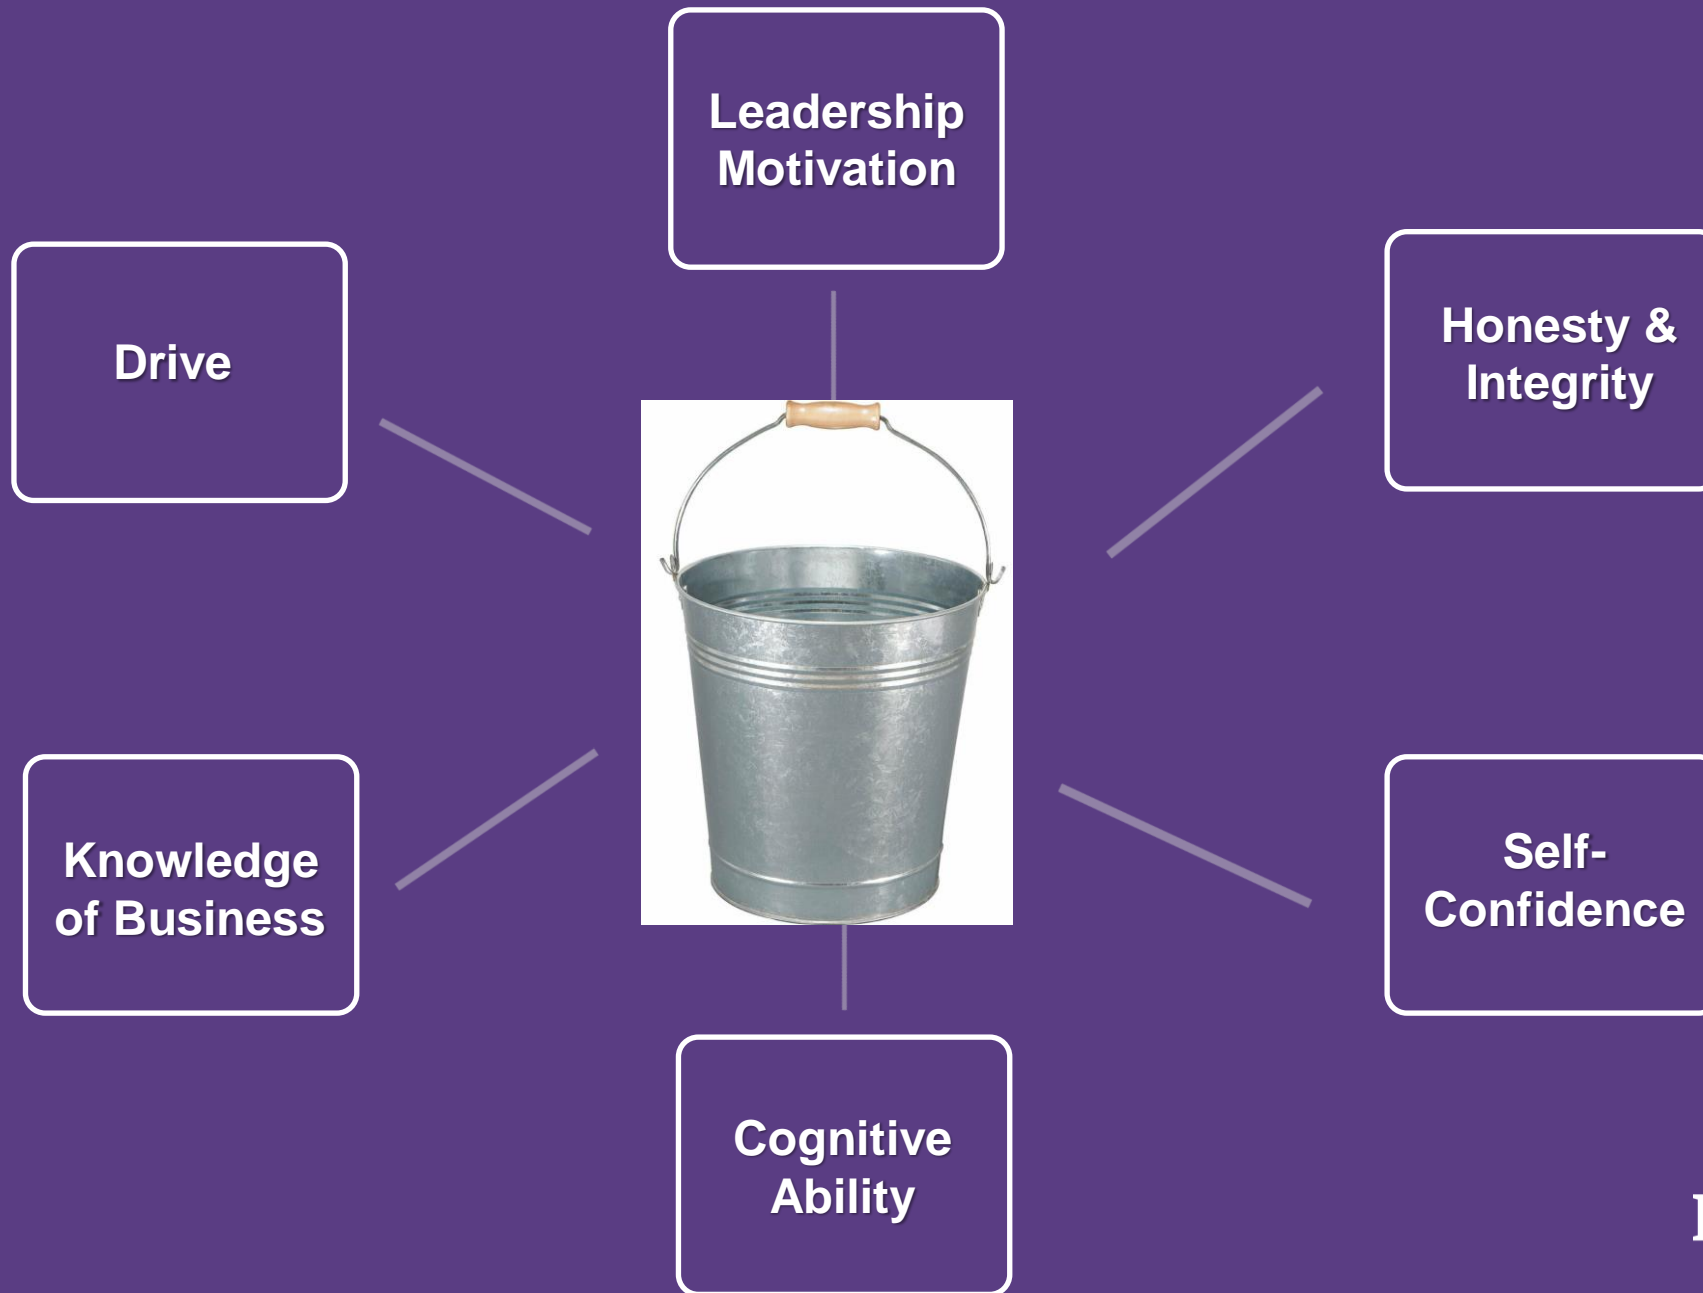 Leadership
Motivation
Drive
Honesty &
Integrity
Knowledge
of Business
Self-
Confidence
Cognitive
Ability